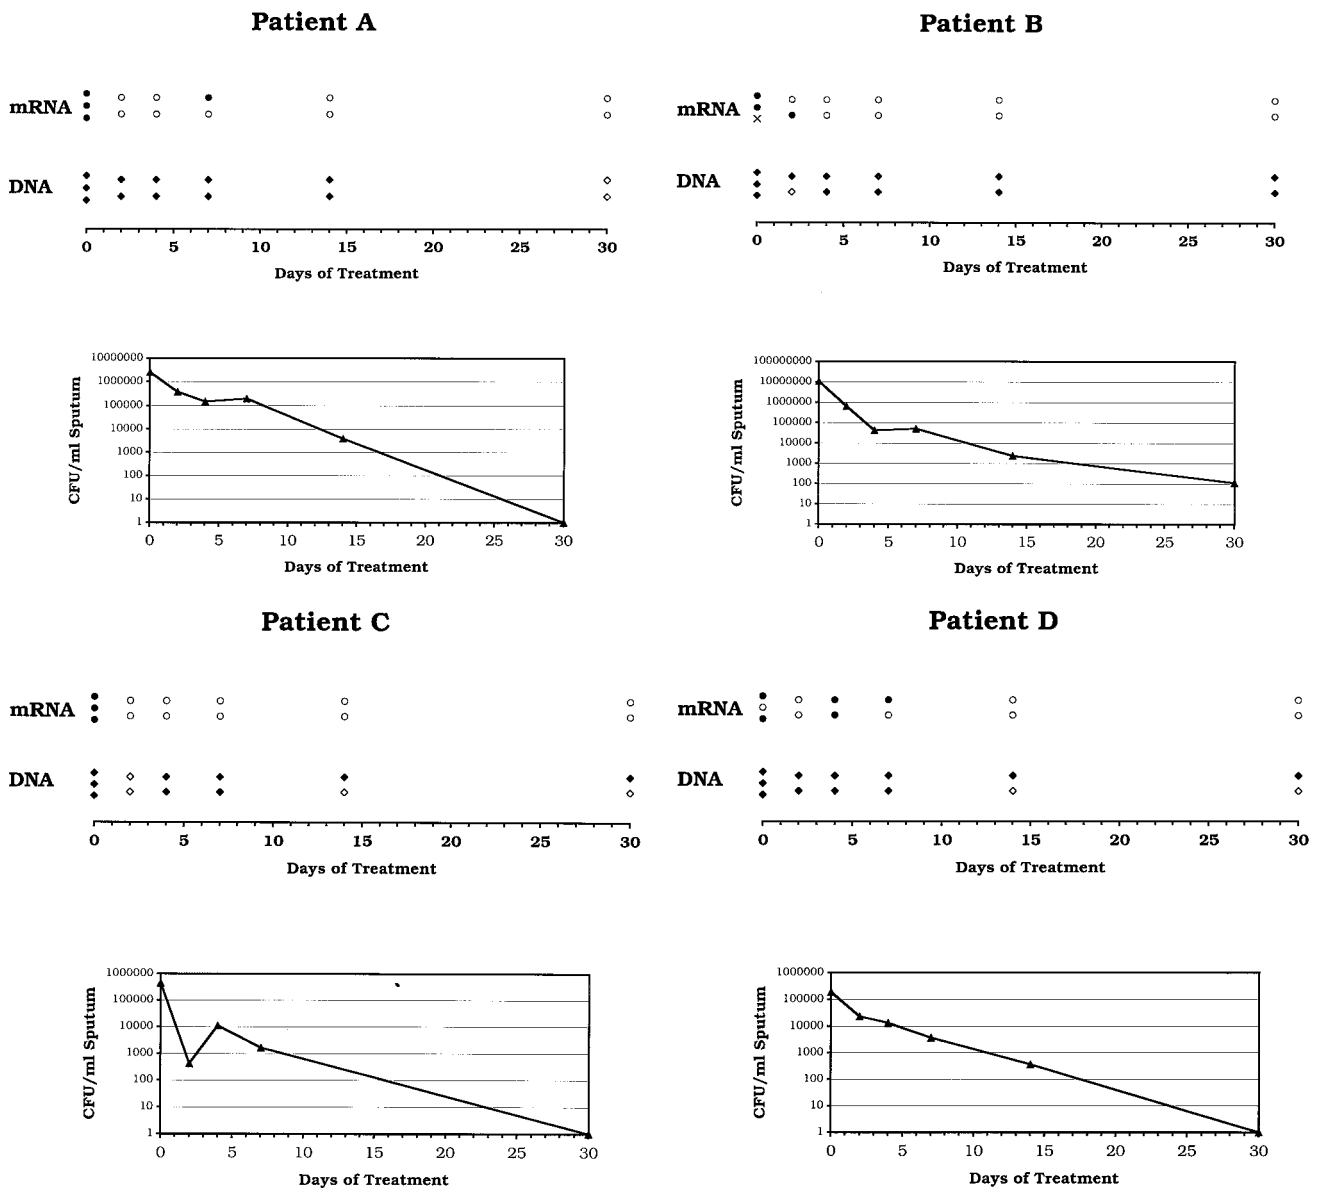 Patient A
mRNA
DNA
0 5 10 15 20 25 30
Days of Treatment
10000000
1000000
100000
10000
1000
100
10
1
CFU/ml Sputum
0 5 10 15 20 25 30
Days of Treatment
Patient B
mRNA
DNA
0 5 10 15 20 25 30
Days of Treatment
100000000
10000000
1000000
100000
10000
1000
100
10
1
CFU/ml Sputum
0 5 10 15 20 25 30
Days of Treatment
Patient C
mRNA
DNA
0 5 10 15 20 25 30
Days of Treatment
1000000
100000
10000
1000
100
10
1
CFU/ml Sputum
0 5 10 15 20 25 30
Days of Treatment
Patient D
mRNA
DNA
0 5 10 15 20 25 30
Days of Treatment
1000000
100000
10000
1000
100
10
1
CFU/ml Sputum
0 5 10 15 20 25 30
Days of Treatment